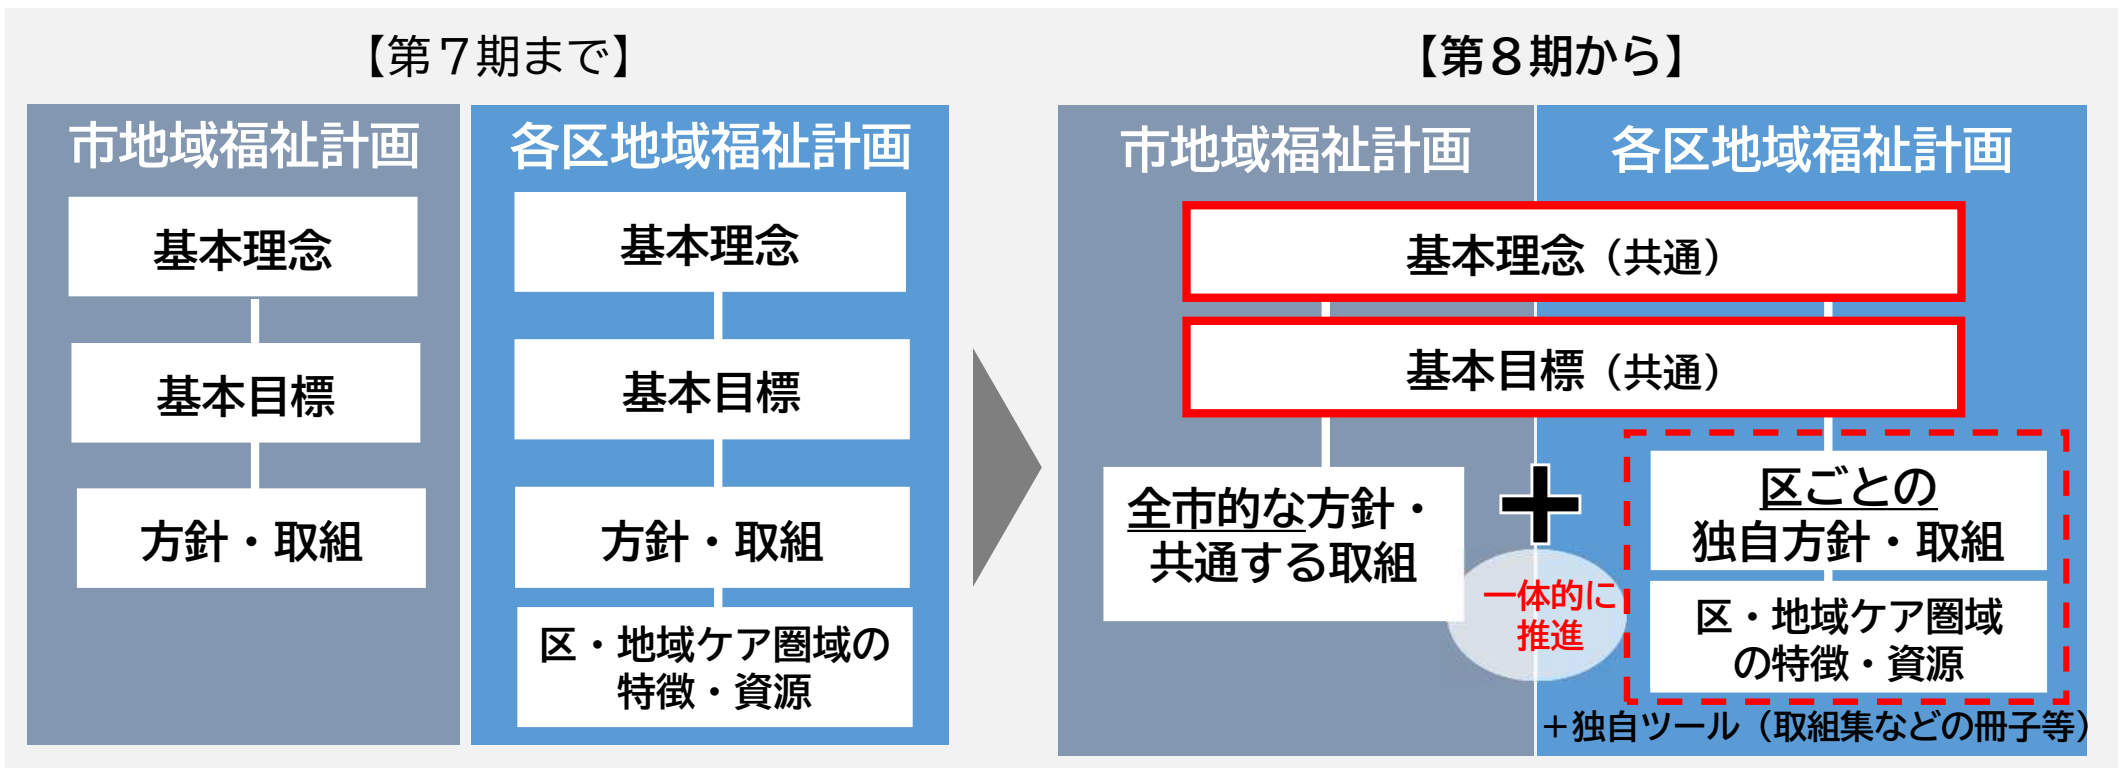 【第７期まで】
市地域福祉計画
基本理念
基本目標
方針・取組
各区地域福祉計画
基本理念
基本目標
方針・取組
区・地域ケア圏域の
特徴・資源
【第８期から】
市地域福祉計画
各区地域福祉計画
基本理念（共通）
基本目標（共通）
全市的な方針・
共通する取組
＋
一体的に
推進
区ごとの
独自方針・取組
区・地域ケア圏域
の特徴・資源
＋独自ツール（取組集などの冊子等）